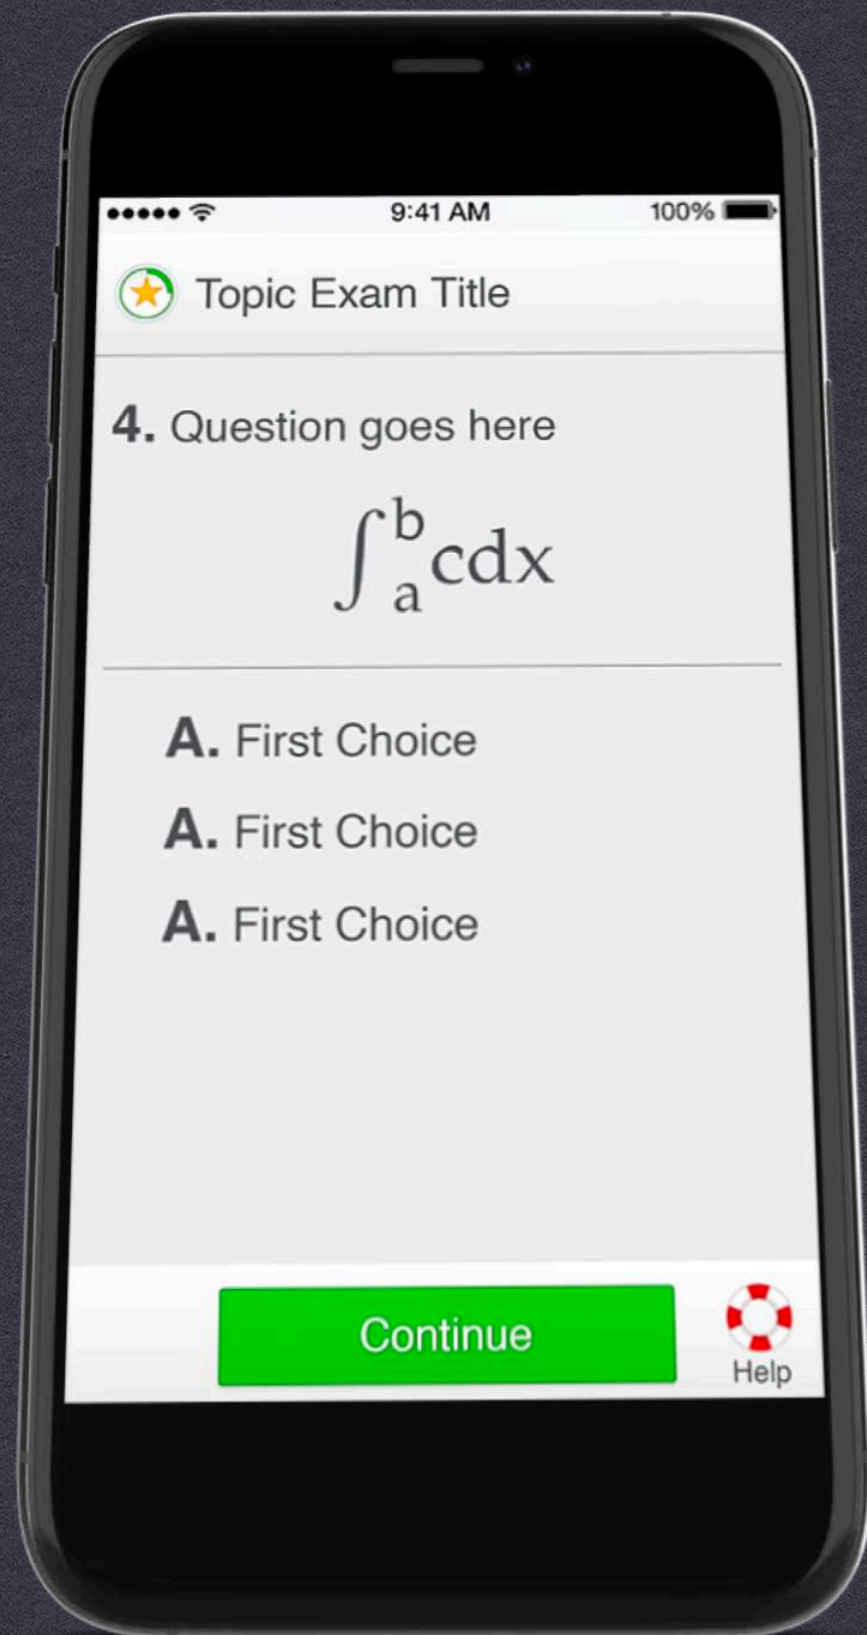 9:41 AM 100%
Topic Exam Title
4. Question goes here
∫ b a cdx
A. First Choice
A. First Choice
A. First Choice
Continue
Help